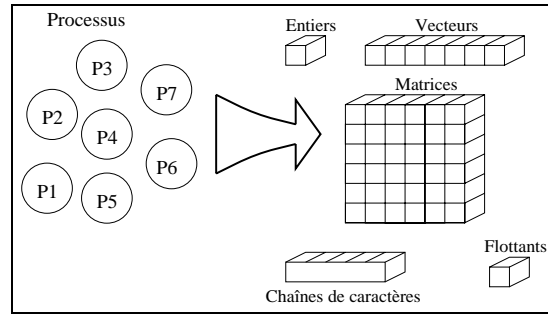 Processus
P3
P7
P2
P4
P6
P1
P5
Entiers
Vecteurs
Matrices
Flottants
Chaînes de caractères